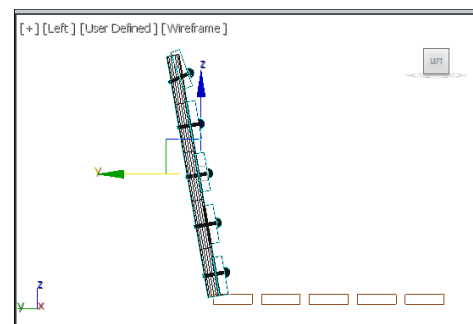 [+] [Left] [User Defined] [Wireframe]
LEFT
z
y
z
y x